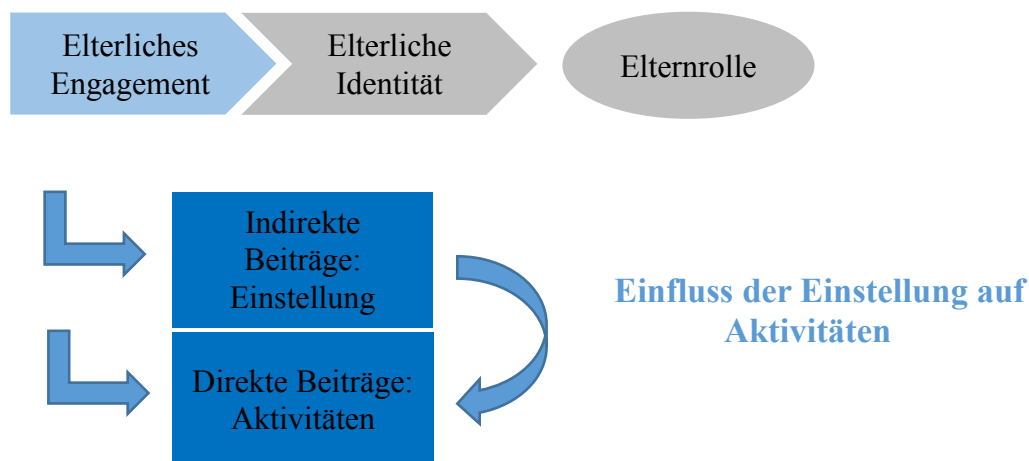 Elterliches
Engagement
Elterliche
Identität
Elternrolle
Indirekte
Beiträge:
Einstellung
Einfluss der Einstellung auf
Aktivitäten
Direkte Beiträge:
Aktivitäten